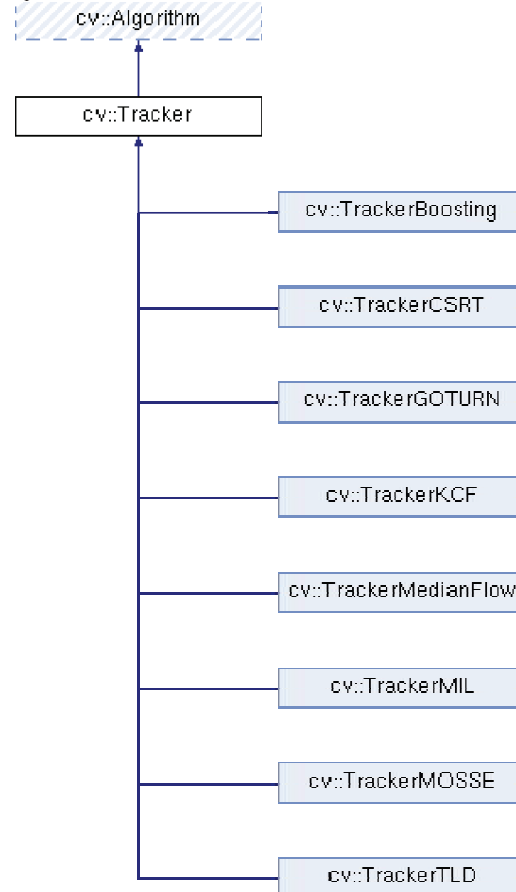 cv::Algorithm
cv::Tracker
cv::TrackerBoosting
cv::TrackerCSRT
cv::TrackerGOTURN
cv::TrackerKCF
cv::TrackerMedianFlow
cv::TrackerMIL
cv::TrackerMOSSE
cv::TrackerTLD